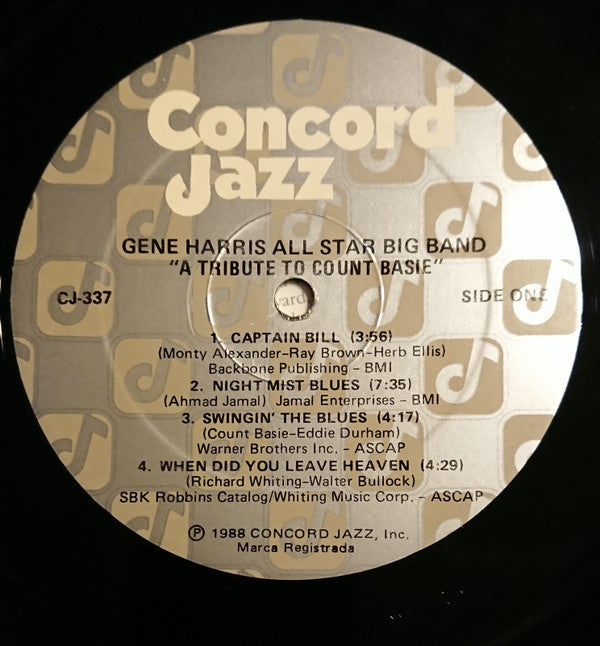 Concord
Jazz
GENE HARRIS ALL STAR BIG BAND
"A TRIBUTE TO COUNT BASIE"
CJ-337
SIDE ONE
1. CAPTAIN BILL (3:56)
(Monty Alexander-Ray Brown-Herb Ellis)
Backbone Publishing - BMI
2. NIGHT MIST BLUES (7:35)
(Ahmad Jamal) Jamal Enterprises - BMI
3. SWINGIN' THE BLUES (4:17)
(Count Basie-Eddie Durham)
Warner Brothers Inc. - ASCAP
4. WHEN DID YOU LEAVE HEAVEN (4:29)
(Richard Whiting-Walter Bullock)
SBK Robbins Catalog/Whiting Music Corp. - ASCAP
℗ 1988 CONCORD JAZZ, Inc.
Marca Registrada